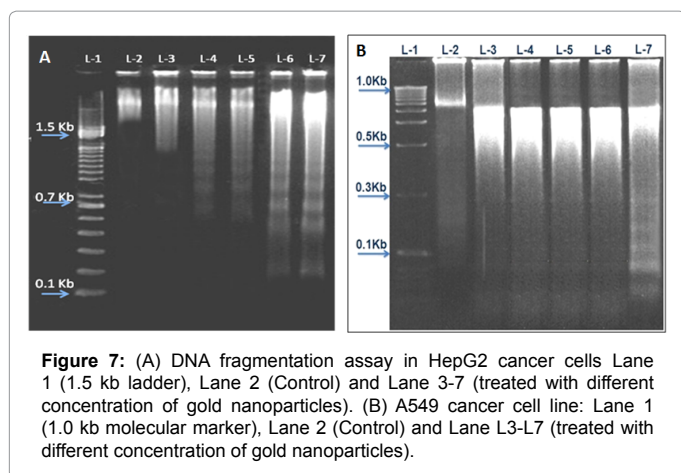 A L-1 L-2 L-3 L-4 L-5 L-6 L-7
1.5 Kb
0.7 Kb
0.1 Kb
B L-1 L-2 L-3 L-4 L-5 L-6 L-7
1.0Kb
0.5Kb
0.3Kb
0.1Kb
Figure 7: (A) DNA fragmentation assay in HepG2 cancer cells Lane
1 (1.5 kb ladder), Lane 2 (Control) and Lane 3-7 (treated with different
concentration of gold nanoparticles). (B) A549 cancer cell line: Lane 1
(1.0 kb molecular marker), Lane 2 (Control) and Lane L3-L7 (treated with
different concentration of gold nanoparticles).